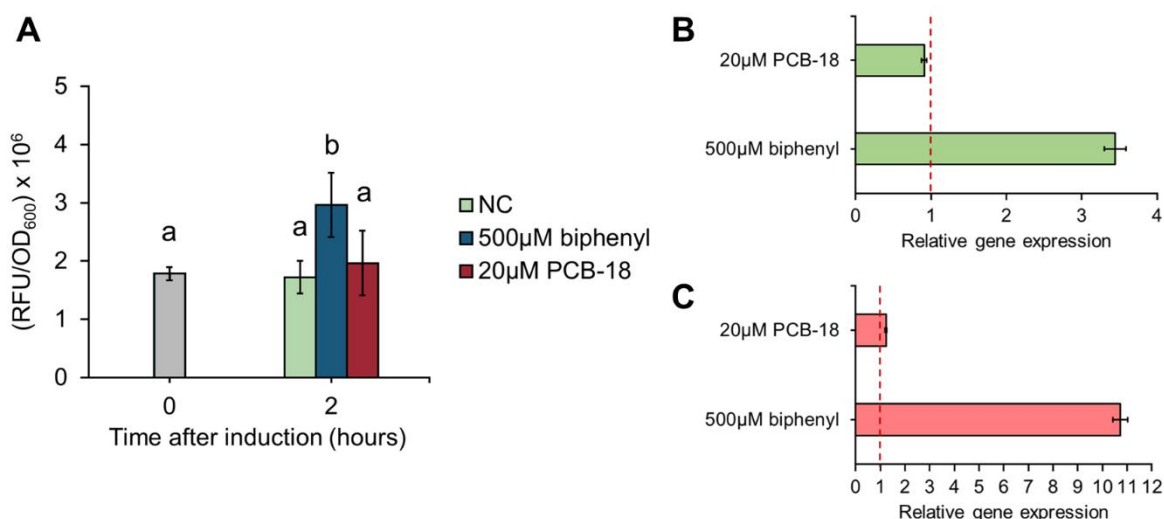 A
(RFU/OD₆₀₀) x 10⁶
5
4
3
2
1
0
a
a
b
a
0
2
Time after induction (hours)
NC
500µM biphenyl
20µM PCB-18
B
20µM PCB-18
500µM biphenyl
0 1 2 3 4
Relative gene expression
C
20µM PCB-18
500µM biphenyl
0 1 2 3 4 5 6 7 8 9 10 11 12
Relative gene expression